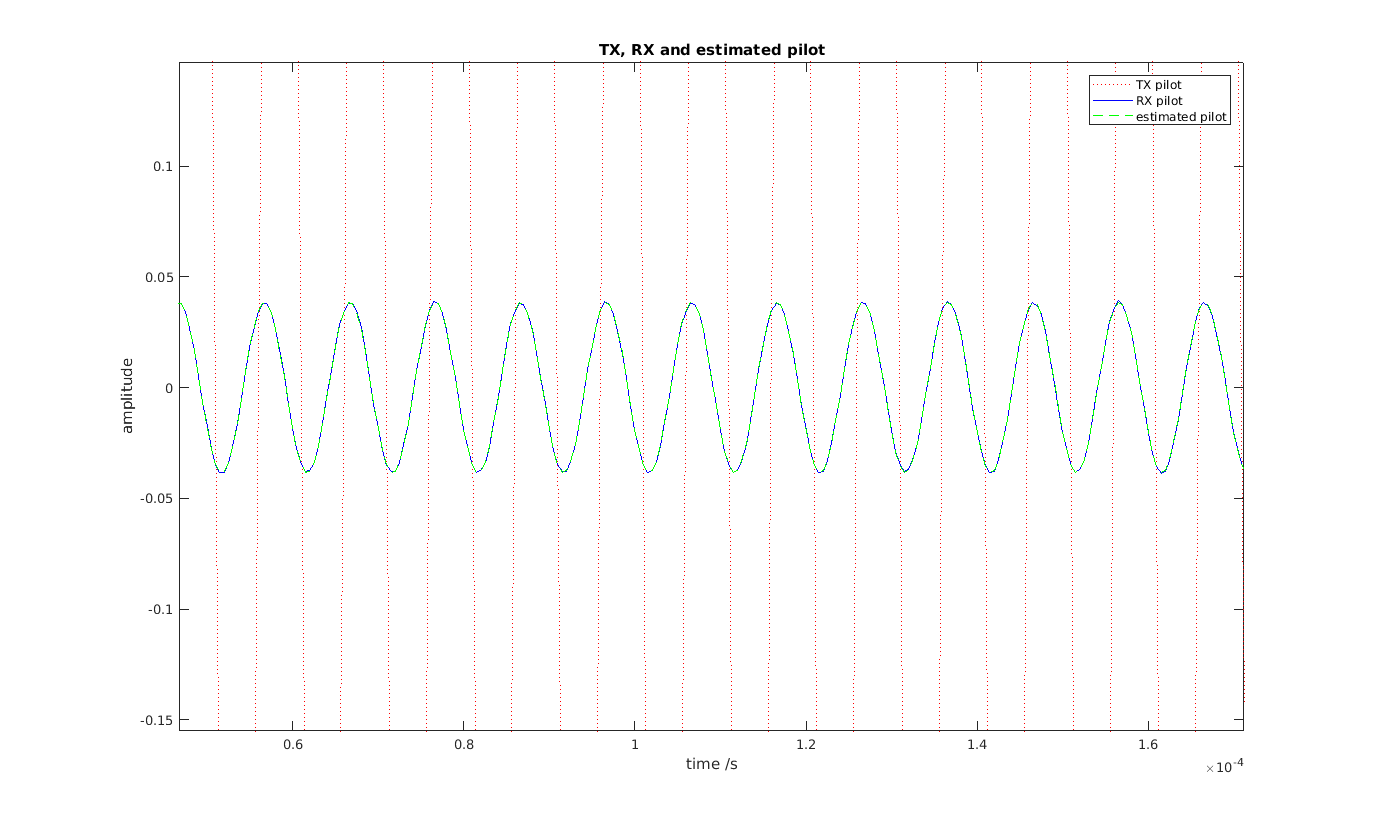 TX, RX and estimated pilot
TX pilot
RX pilot
estimated pilot
0.1
0.05
0
-0.05
-0.1
-0.15
amplitude
0.6 0.8 1 1.2 1.4 1.6
time /s
×10-4